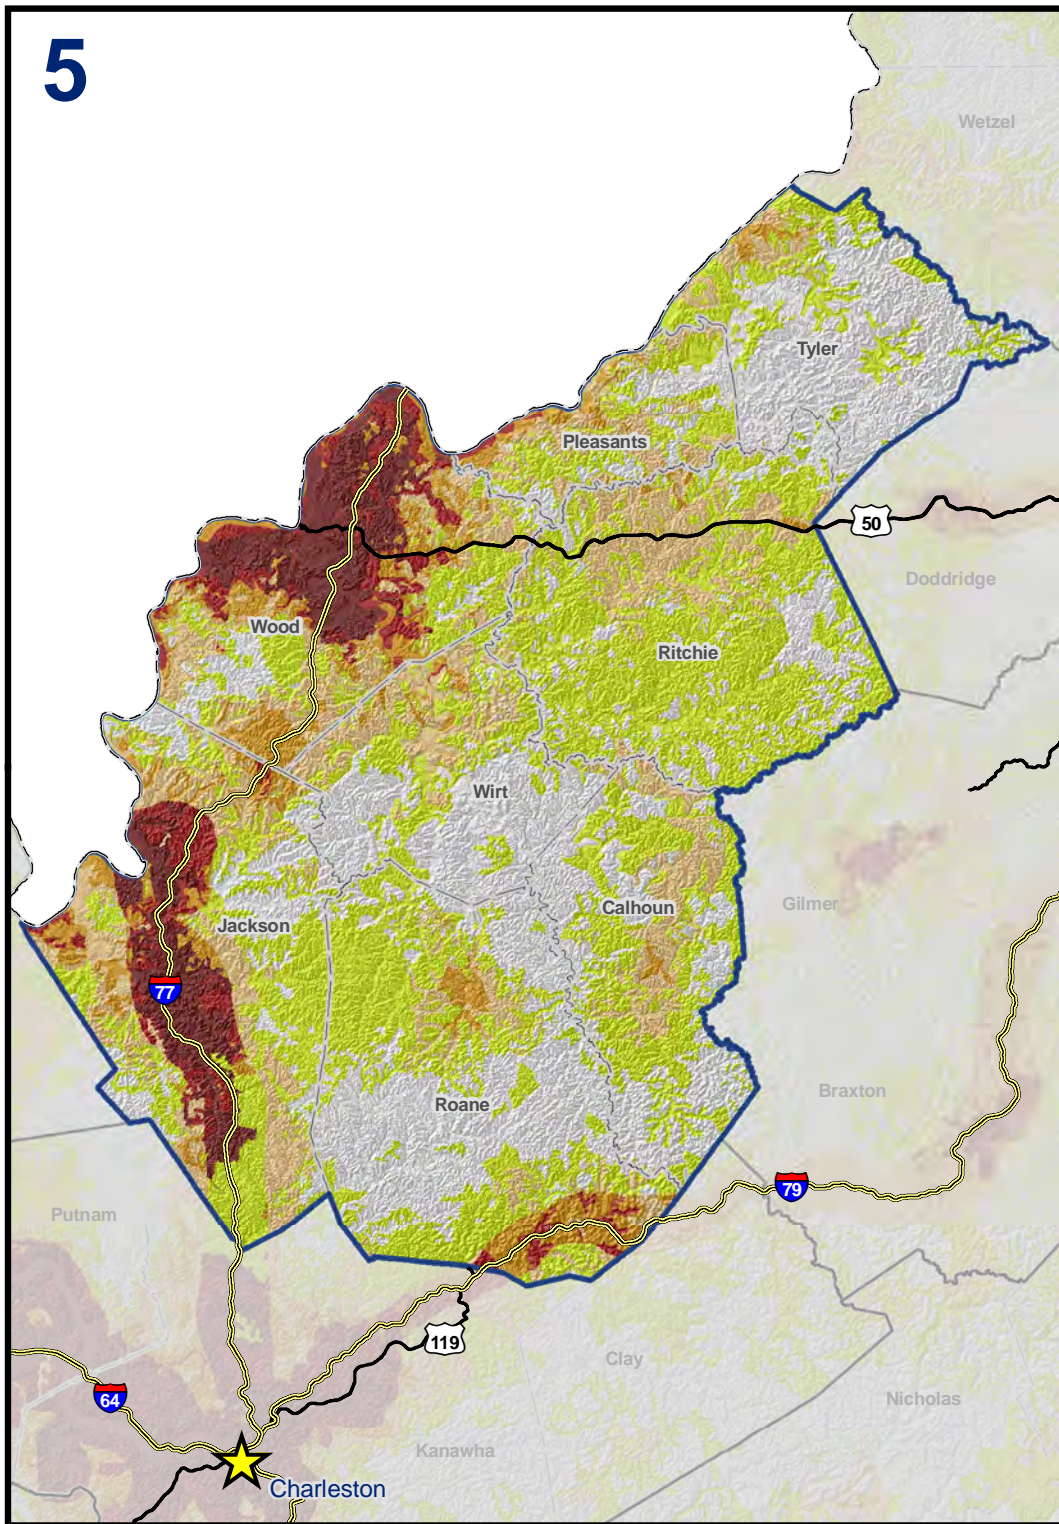 5
Wetzel
Tyler
Pleasants
50
Doddridge
Wood
Ritchie
Wirt
Calhoun
Gilmer
Jackson
77
Braxton
Roane
79
Putnam
119
Clay
64
Nicholas
Kanawha
Charleston